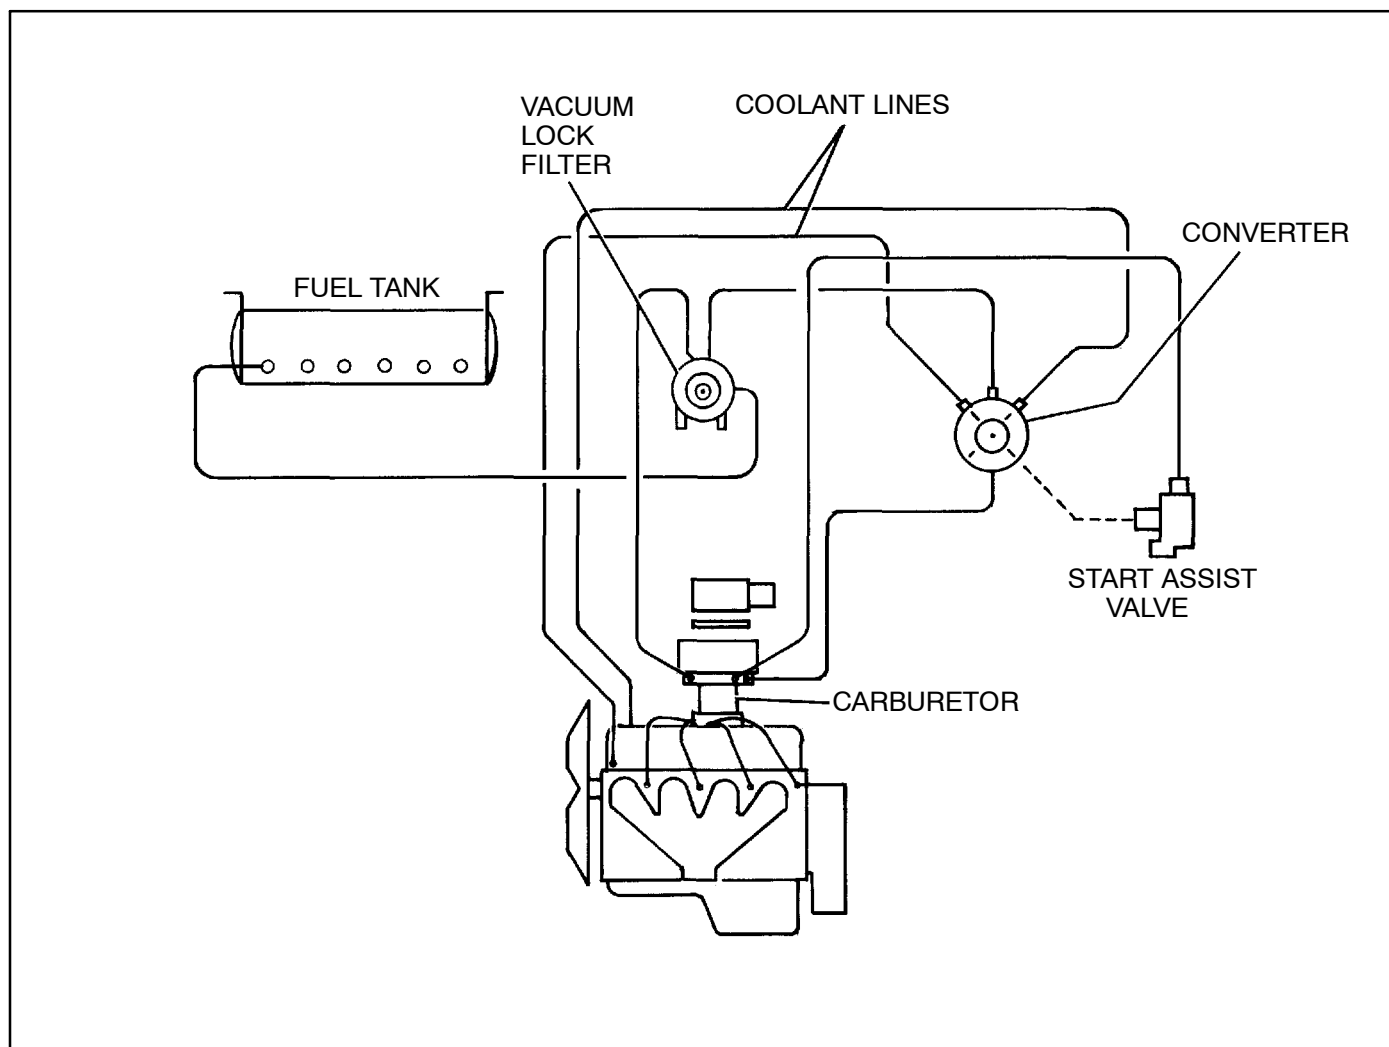 VACUUM
LOCK
FILTER
COOLANT LINES
CONVERTER
FUEL TANK
START ASSIST
VALVE
CARBURETOR